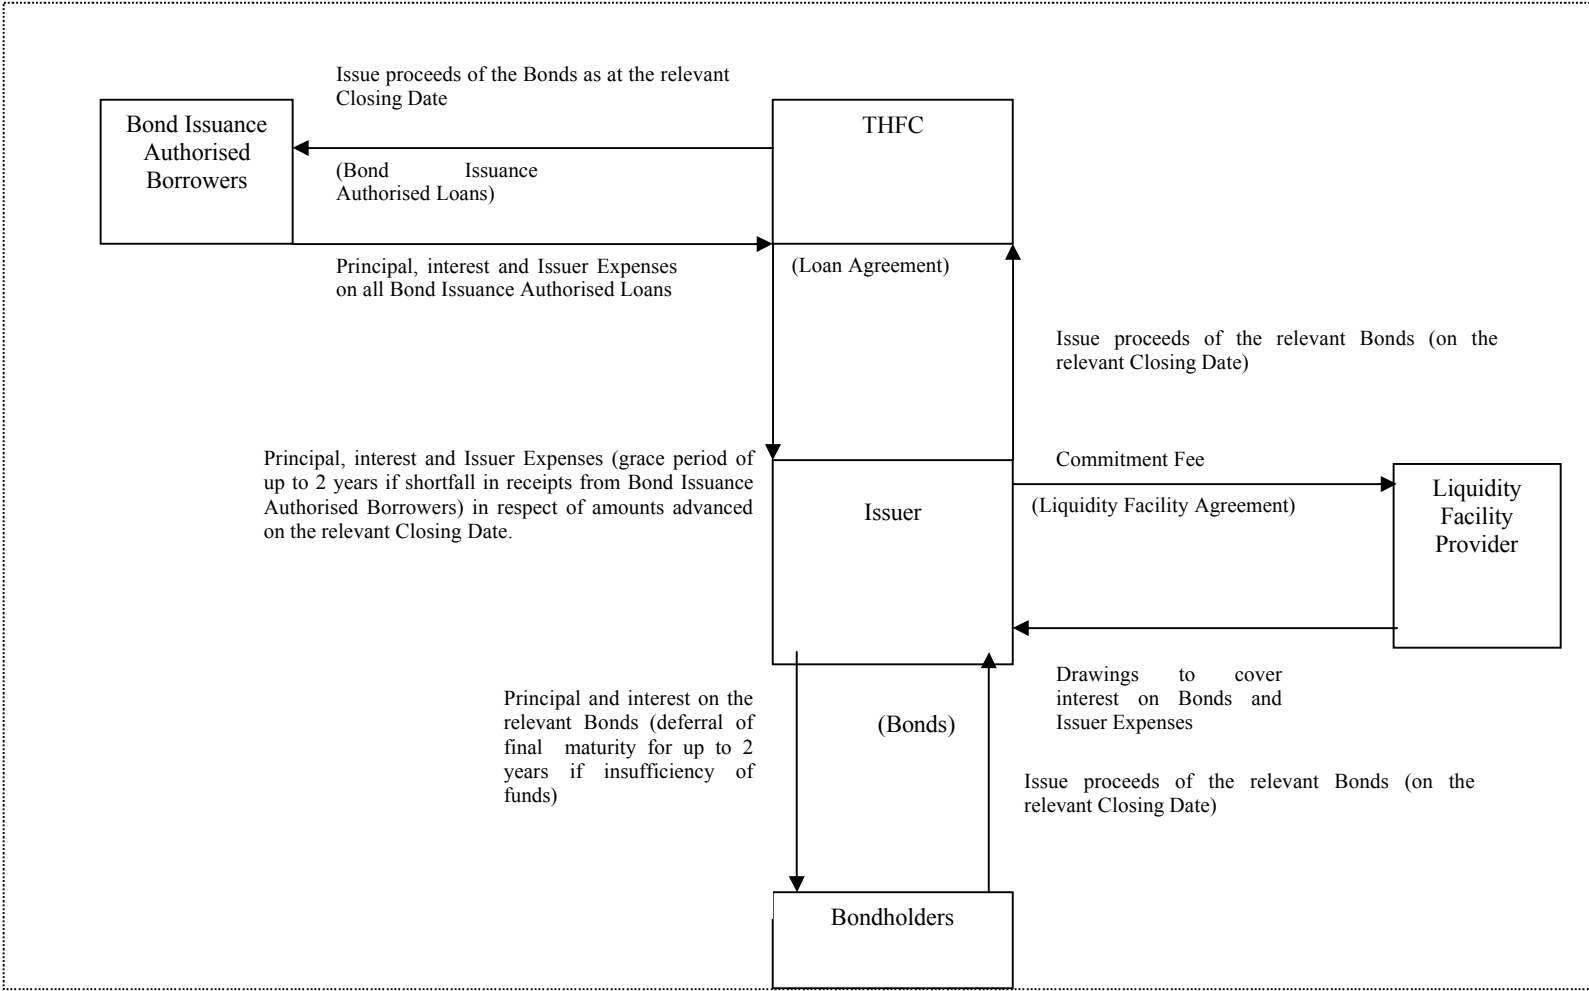 Issue proceeds of the Bonds as at the relevant
Closing Date
Bond Issuance
Authorised
Borrowers
THFC
(Bond Issuance
Authorised Loans)
Principal, interest and Issuer Expenses
on all Bond Issuance Authorised Loans
(Loan Agreement)
Issue proceeds of the relevant Bonds (on the
relevant Closing Date)
Principal, interest and Issuer Expenses (grace period of
up to 2 years if shortfall in receipts from Bond Issuance
Authorised Borrowers) in respect of amounts advanced
on the relevant Closing Date.
Issuer
Commitment Fee
(Liquidity Facility Agreement)
Liquidity
Facility
Provider
Drawings to cover
interest on Bonds and
Issuer Expenses
Principal and interest on the
relevant Bonds (deferral of
final maturity for up to 2
years if insufficiency of
funds)
(Bonds)
Issue proceeds of the relevant Bonds (on the
relevant Closing Date)
Bondholders